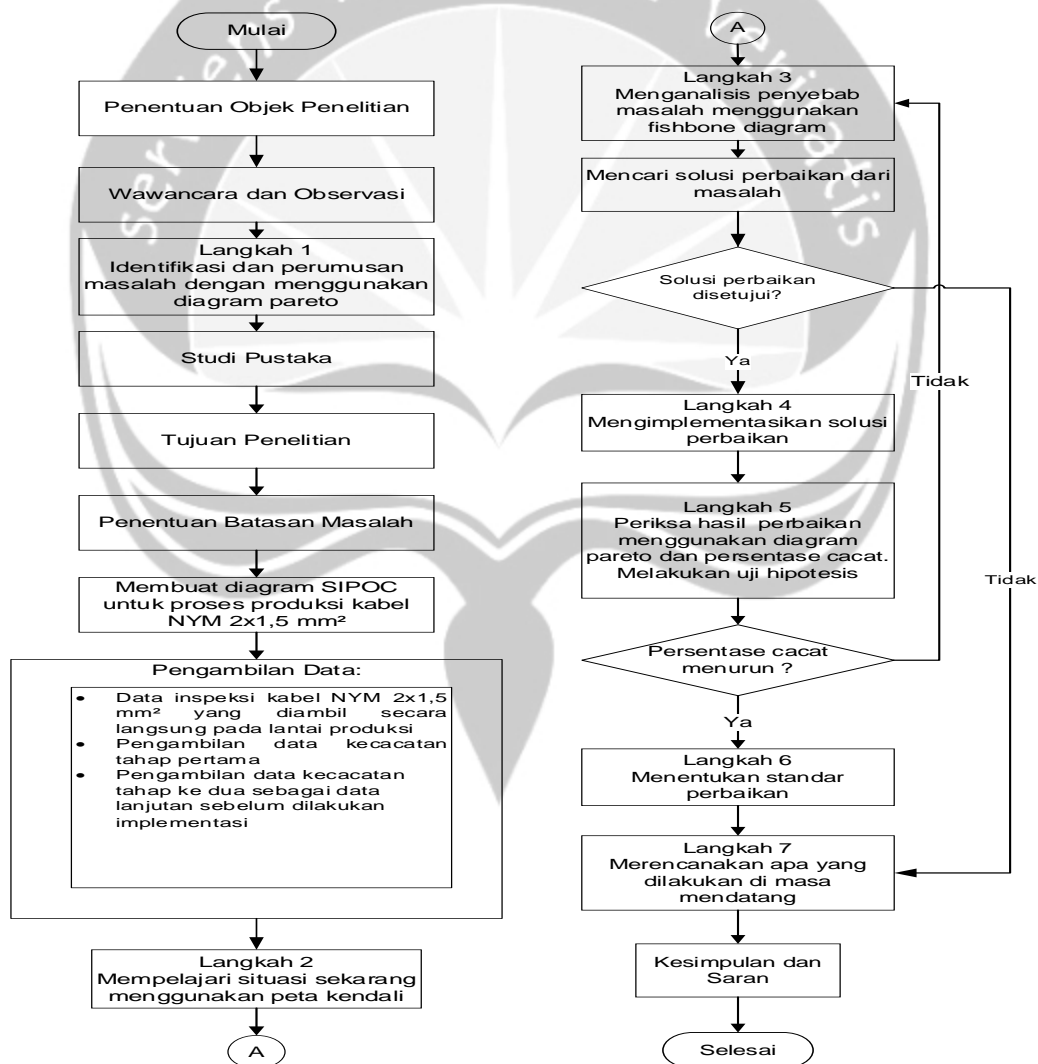 Mulai
Penentuan Objek Penelitian
Wawancara dan Observasi
Langkah 1
Identifikasi dan perumusan
masalah dengan menggunakan
diagram pareto
Studi Pustaka
Tujuan Penelitian
Penentuan Batasan Masalah
Membuat diagram SIPOC
untuk proses produksi kabel
NYM 2x1,5 mm²
Pengambilan Data:
• Data inspeksi kabel NYM 2x1,5
mm² yang diambil secara
langsung pada lantai produksi
• Pengambilan data kecacatan
tahap pertama
• Pengambilan data kecacatan
tahap ke dua sebagai data
lanjutan sebelum dilakukan
implementasi
Langkah 2
Mempelajari situasi sekarang
menggunakan peta kendali
A
A
Langkah 3
Menganalisis penyebab
masalah menggunakan
fishbone diagram
Mencari solusi perbaikan dari
masalah
Solusi perbaikan
disetujui?
Ya
Tidak
Langkah 4
Mengimplementasikan solusi
perbaikan
Langkah 5
Periksa hasil perbaikan
menggunakan diagram
pareto dan persentase cacat.
Melakukan uji hipotesis
Tidak
Persentase cacat
menurun ?
Ya
Langkah 6
Menentukan standar
perbaikan
Langkah 7
Merencanakan apa yang
dilakukan di masa
mendatang
Kesimpulan dan
Saran
Selesai